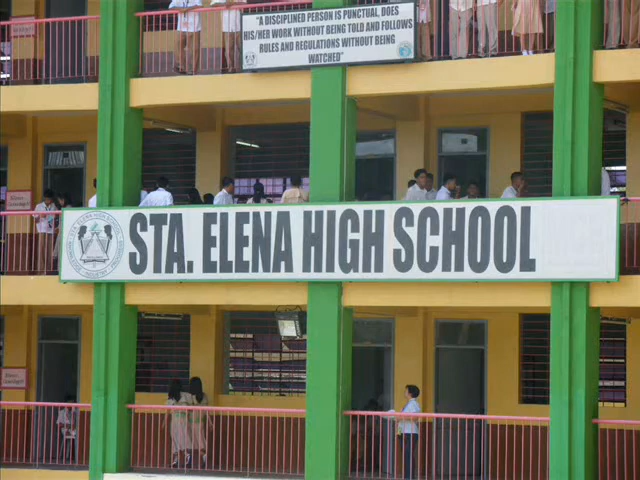 "A DISCIPLINED PERSON IS PUNCTUAL, DOES
HIS/HER WORK WITHOUT BEING TOLD AND FOLLOWS
RULES AND REGULATIONS WITHOUT BEING
WATCHED"
STA. ELENA HIGH SCHOOL